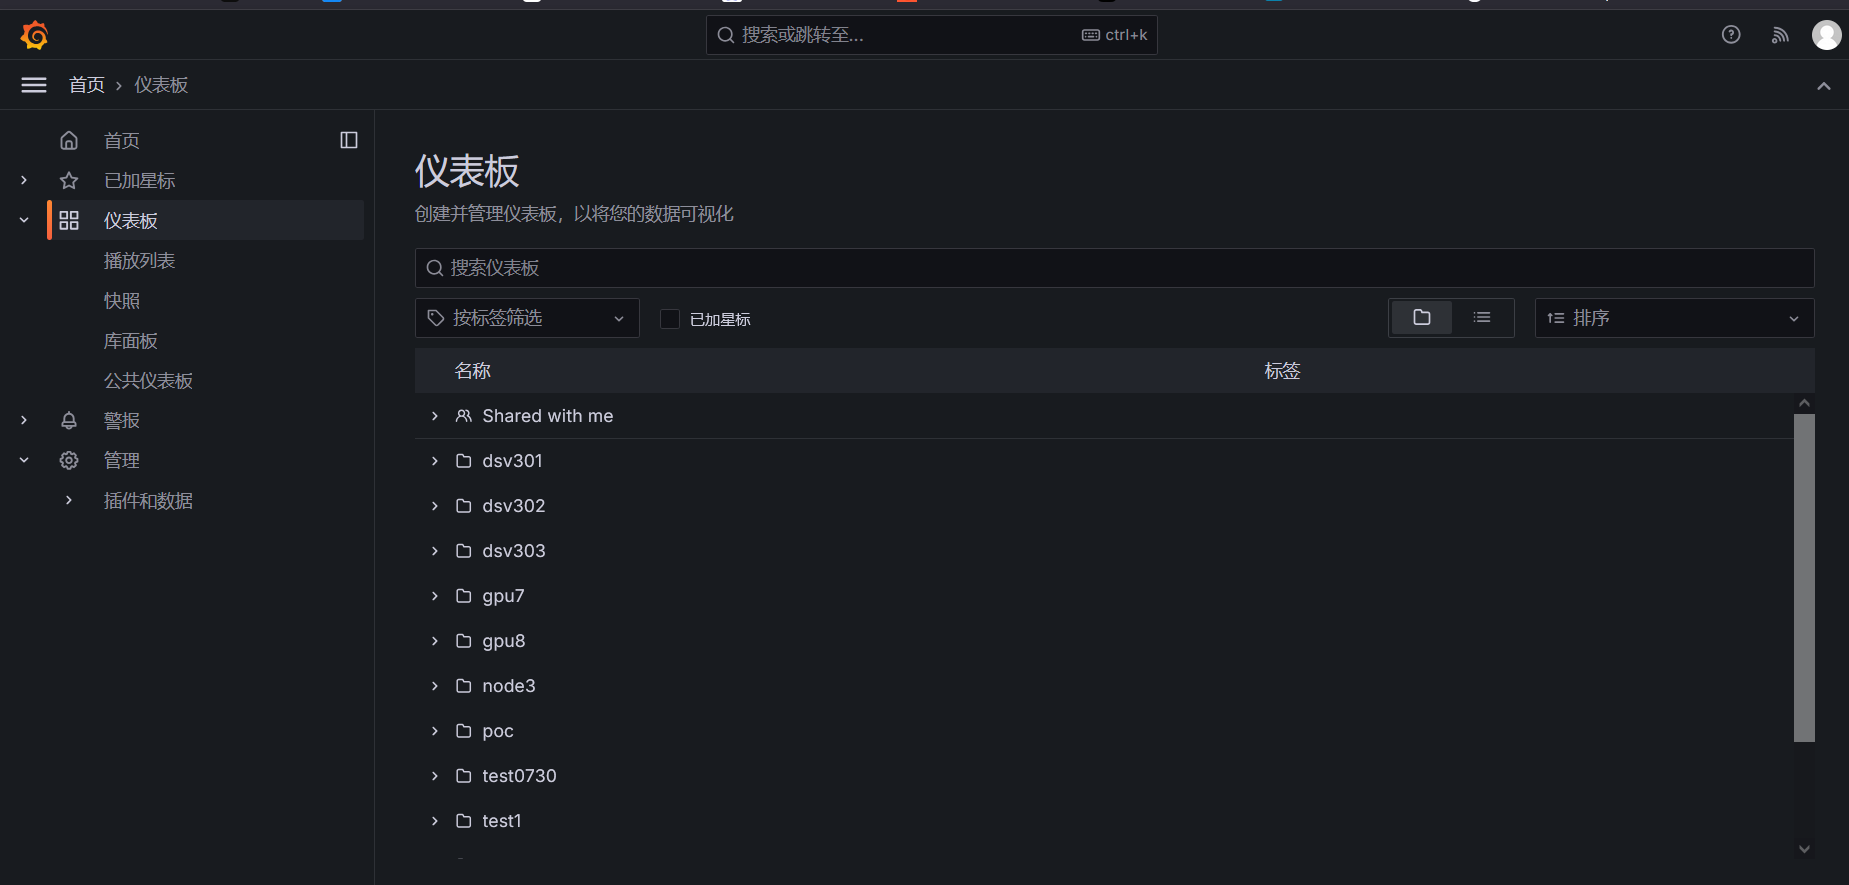 搜索或跳转至...
ctrl+k
首页 › 仪表板
首页
已加星标
仪表板
播放列表
快照
库面板
公共仪表板
警报
管理
插件和数据
仪表板
创建并管理仪表板，以将您的数据可视化
搜索仪表板
按标签筛选
已加星标
排序
名称
标签
Shared with me
dsv301
dsv302
dsv303
gpu7
gpu8
node3
poc
test0730
test1